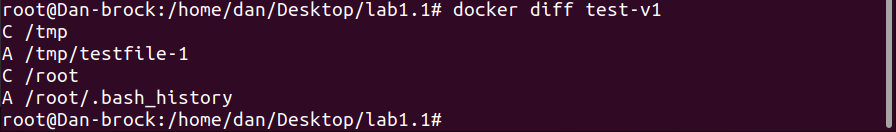 root@Dan-brock:/home/dan/Desktop/lab1.1# docker diff test-v1
C /tmp
A /tmp/testfile-1
C /root
A /root/.bash_history
root@Dan-brock:/home/dan/Desktop/lab1.1#